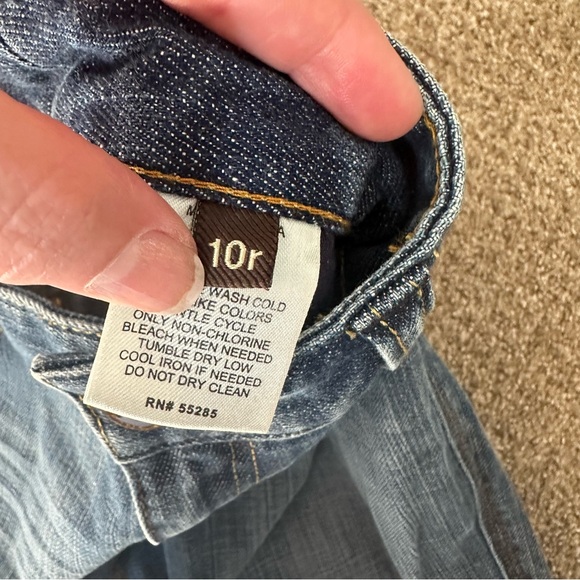 10r
WASH COLD
COLORS
CYCLE
ONLY NON-CHLORINE
BLEACH WHEN NEEDED
TUMBLE DRY LOW
COOL IRON IF NEEDED
DO NOT DRY CLEAN
RN# 55285